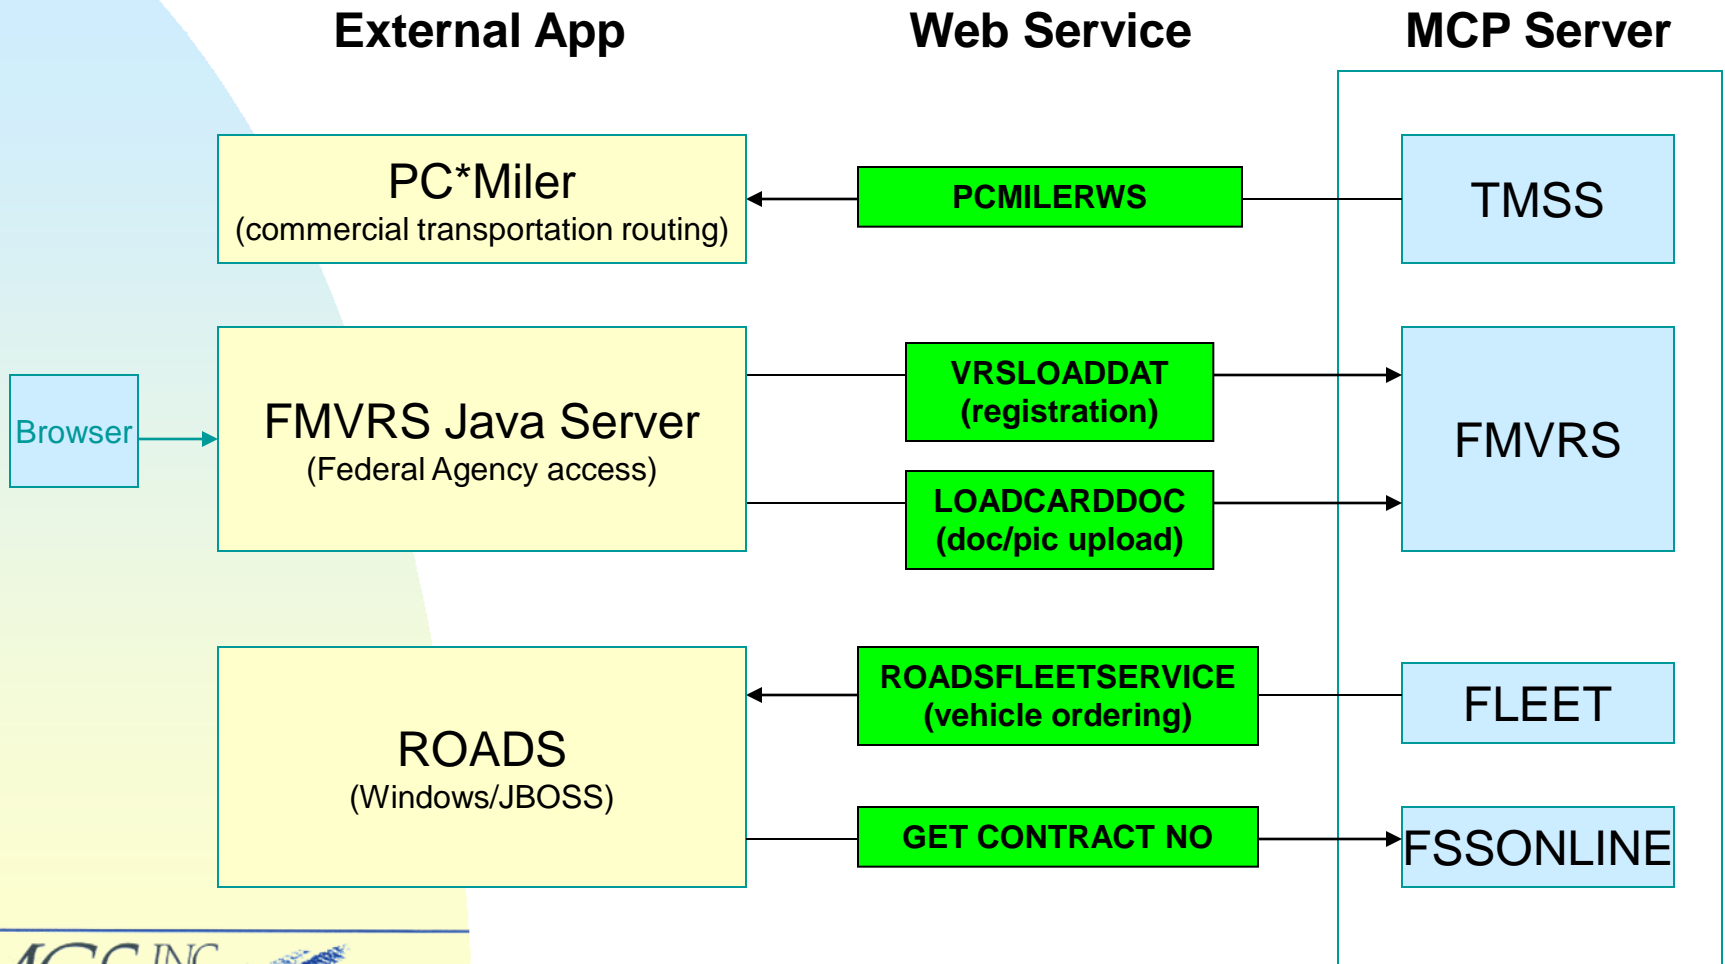 External App
Web Service
MCP Server
PC*Miler
(commercial transportation routing)
PCMILERWS
TMSS
Browser
FMVRS Java Server
(Federal Agency access)
VRSLOADDAT
(registration)
LOADCARDDOC
(doc/pic upload)
FMVRS
ROADS
(Windows/JBOSS)
ROADSFLEETSERVICE
(vehicle ordering)
FLEET
GET CONTRACT NO
FSSONLINE
INC